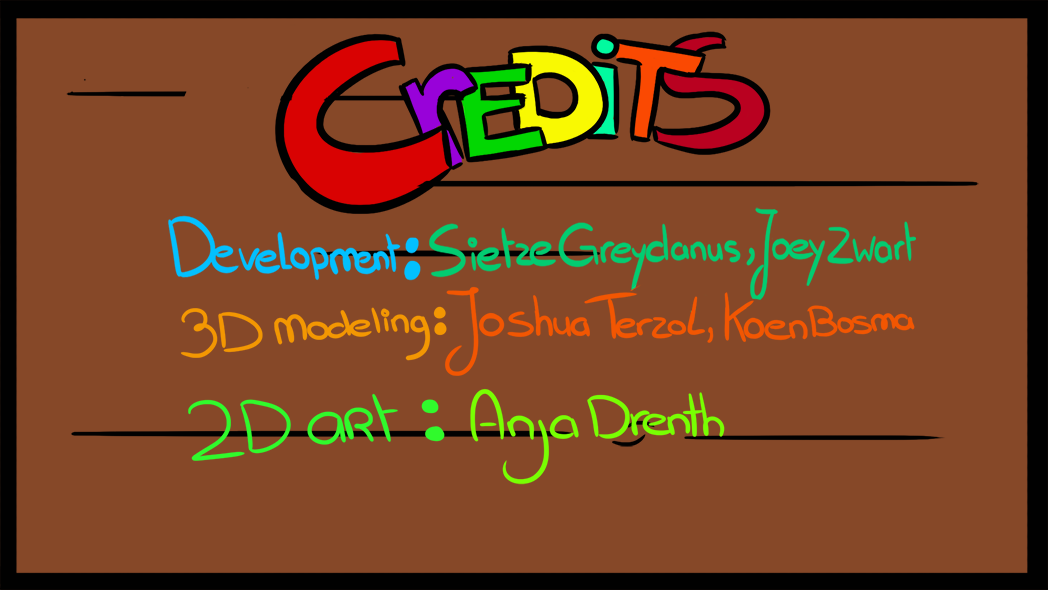 CrEDiTS
Development: Sietze Greydanus, Joey Zwart
3D modeling: Joshua Terzol, Koen Bosma
2D art : Anja Drenth